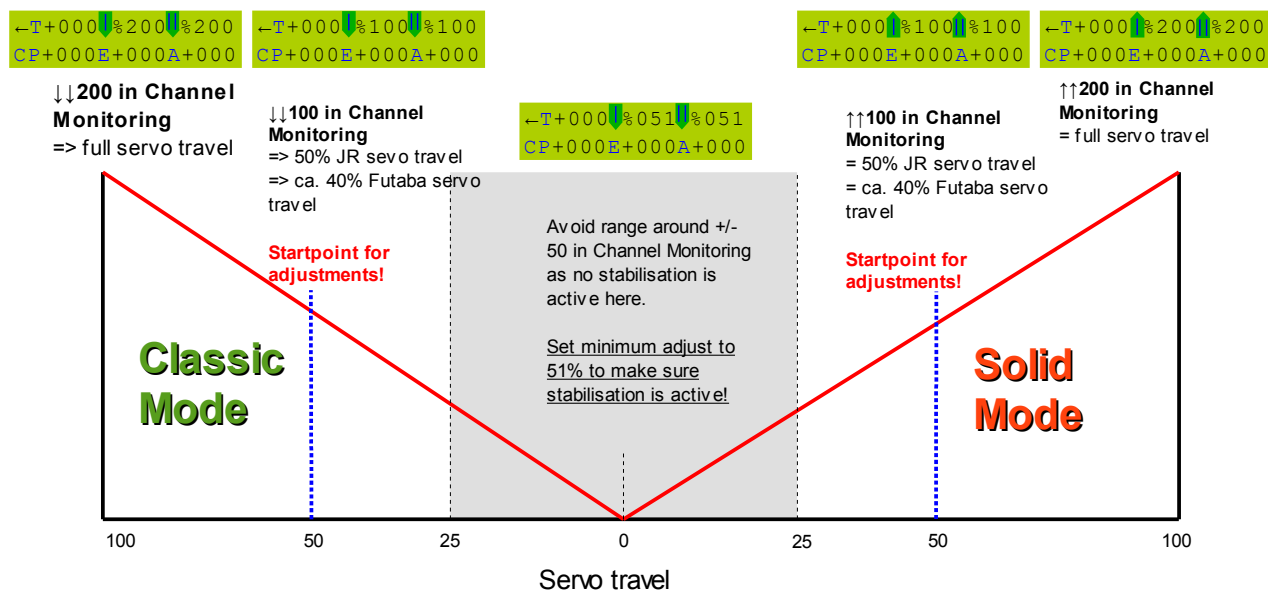 ←T+000|%200||%200
CP+000E+000A+000
←T+000|%100||%100
CP+000E+000A+000
←T+000|%100||%100
CP+000E+000A+000
←T+000|%200||%200
CP+000E+000A+000
↓↓200 in Channel
Monitoring
=> full servo travel
↓↓100 in Channel
Monitoring
=> 50% JR sevo travel
=> ca. 40% Futaba servo
travel
Startpoint for
adjustments!
←T+000|%051||%051
CP+000E+000A+000
Avoid range around +/-
50 in Channel Monitoring
as no stabilisation is
active here.
Set minimum adjust to
51% to make sure
stabilisation is active!
↑↑100 in Channel
Monitoring
= 50% JR servo travel
= ca. 40% Futaba servo
travel
Startpoint for
adjustments!
↑↑200 in Channel
Monitoring
= full servo travel
Classic
Mode
Solid
Mode
100 50 25 0 25 50 100
Servo travel